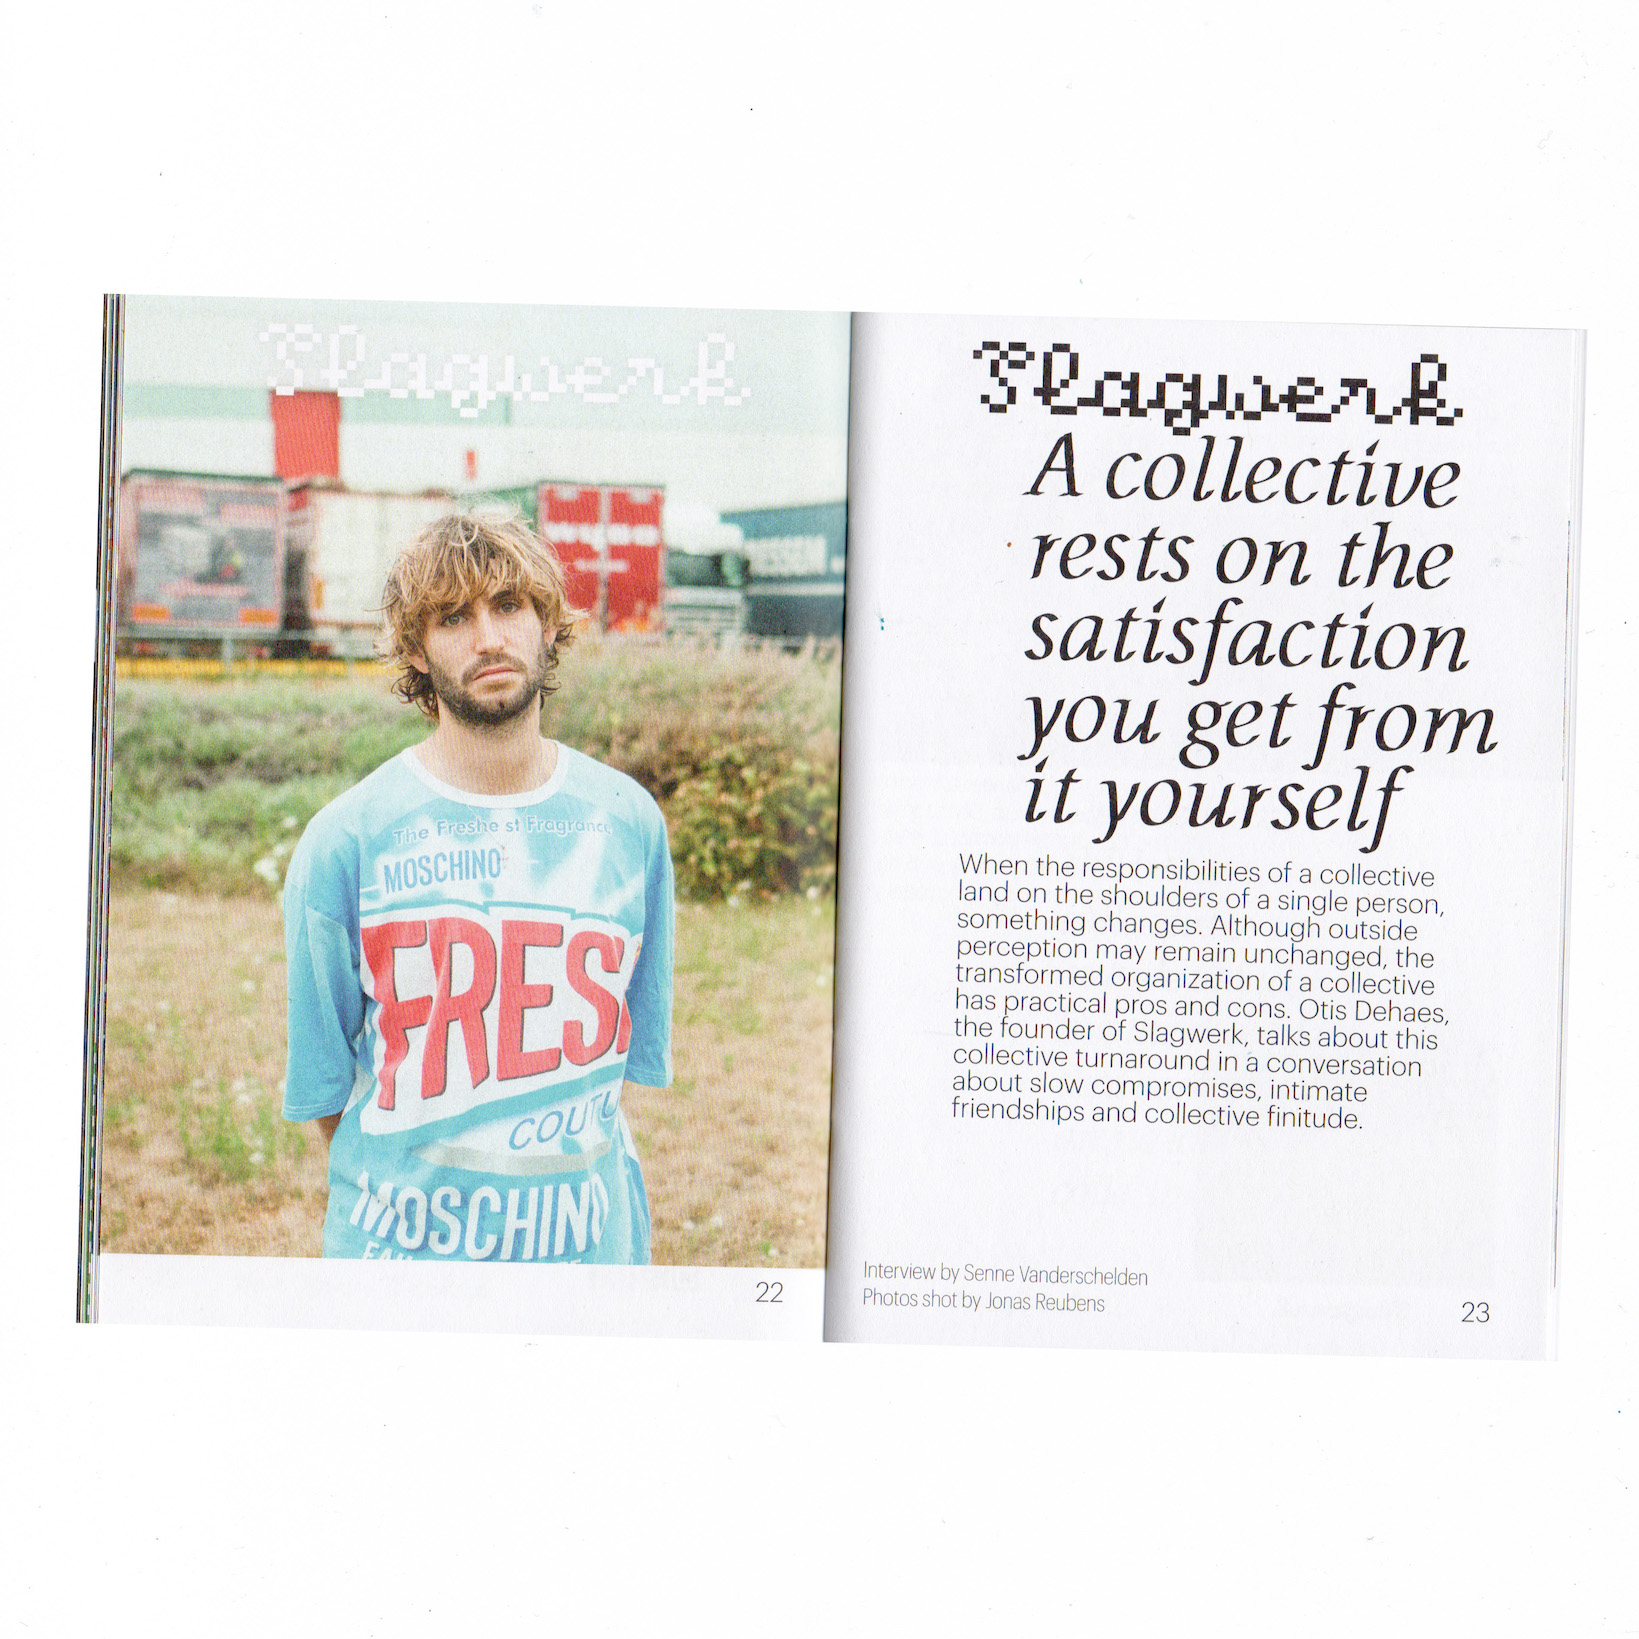 Slagwerk
The Freshest Fragrance
MOSCHINO
FRESH
COUTU
MOSCHINO
22
Slagwerk
A collective
rests on the
satisfaction
you get from
it yourself
When the responsibilities of a collective
land on the shoulders of a single person,
something changes. Although outside
perception may remain unchanged, the
transformed organization of a collective
has practical pros and cons. Otis Dehaes,
the founder of Slagwerk, talks about this
collective turnaround in a conversation
about slow compromises, intimate
friendships and collective finitude.
Interview by Senne Vanderschelden
Photos shot by Jonas Reubens
23